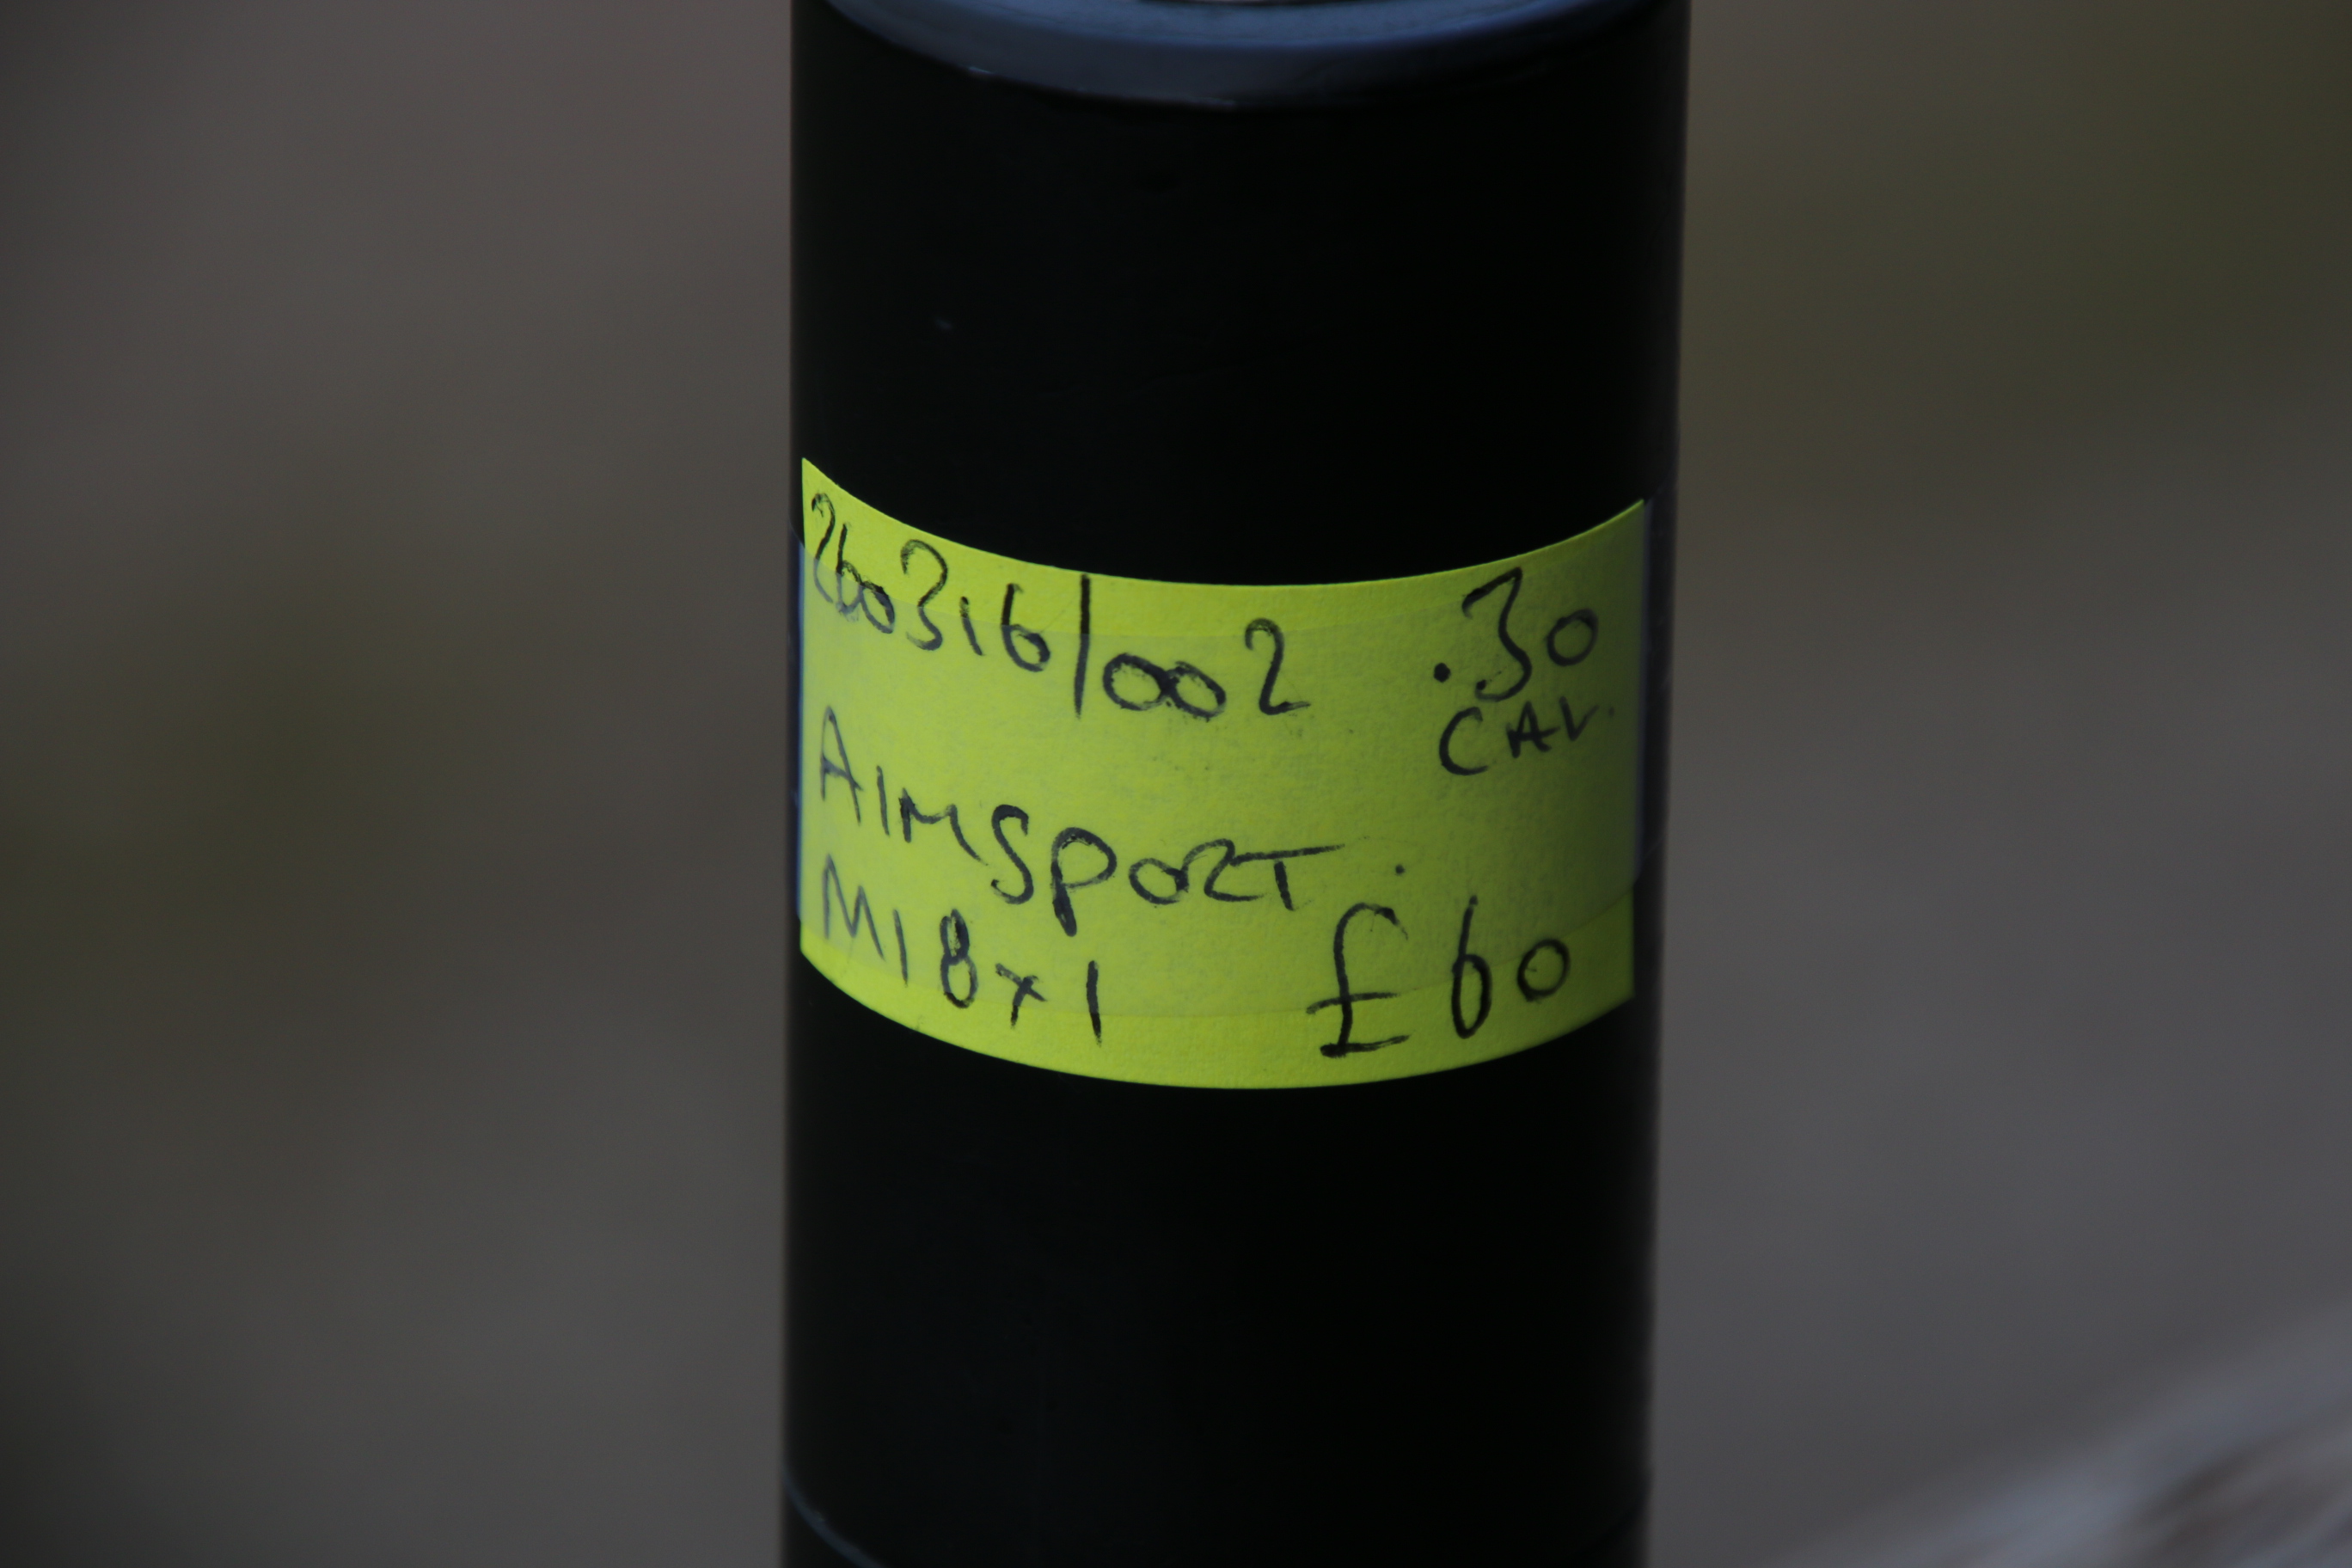 260316/002 .30
CAL.
AIMSPORT.
M18x1 £60